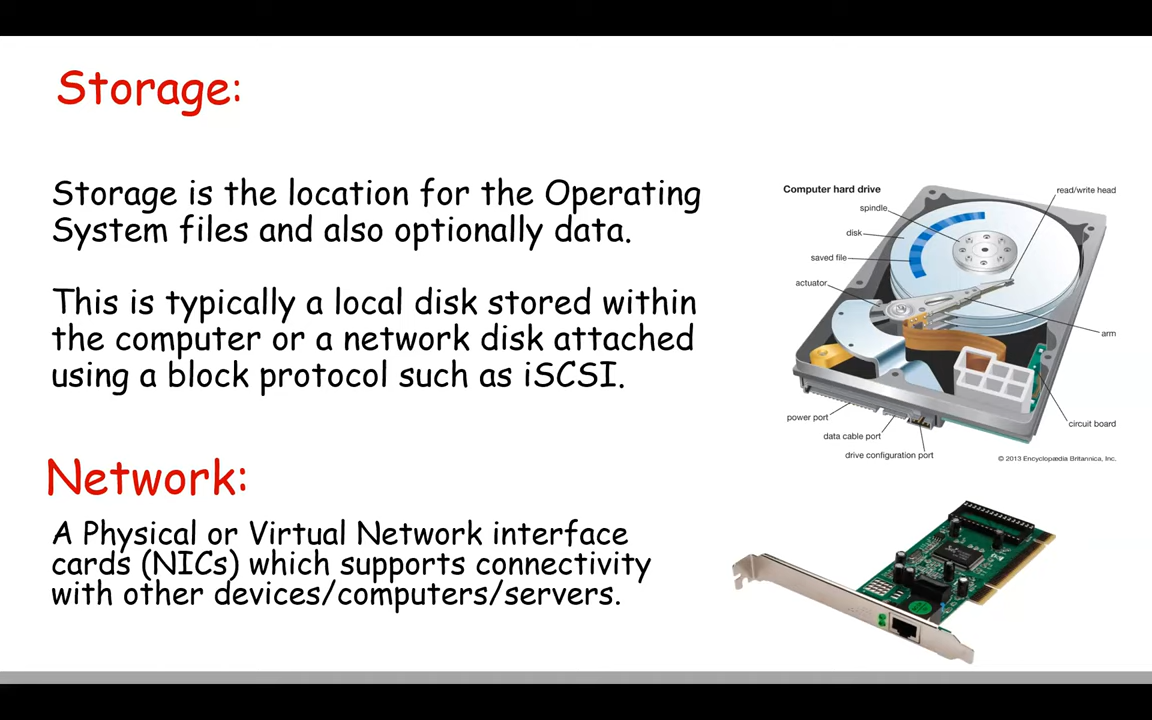 Storage:
Storage is the location for the Operating
System files and also optionally data.
This is typically a local disk stored within
the computer or a network disk attached
using a block protocol such as iSCSI.
Computer hard drive
read/write head
spindle
disk
saved file
actuator
arm
power port
data cable port
circuit board
drive configuration port
© 2013 Encyclopædia Britannica, Inc.
Network:
A Physical or Virtual Network interface
cards (NICs) which supports connectivity
with other devices/computers/servers.